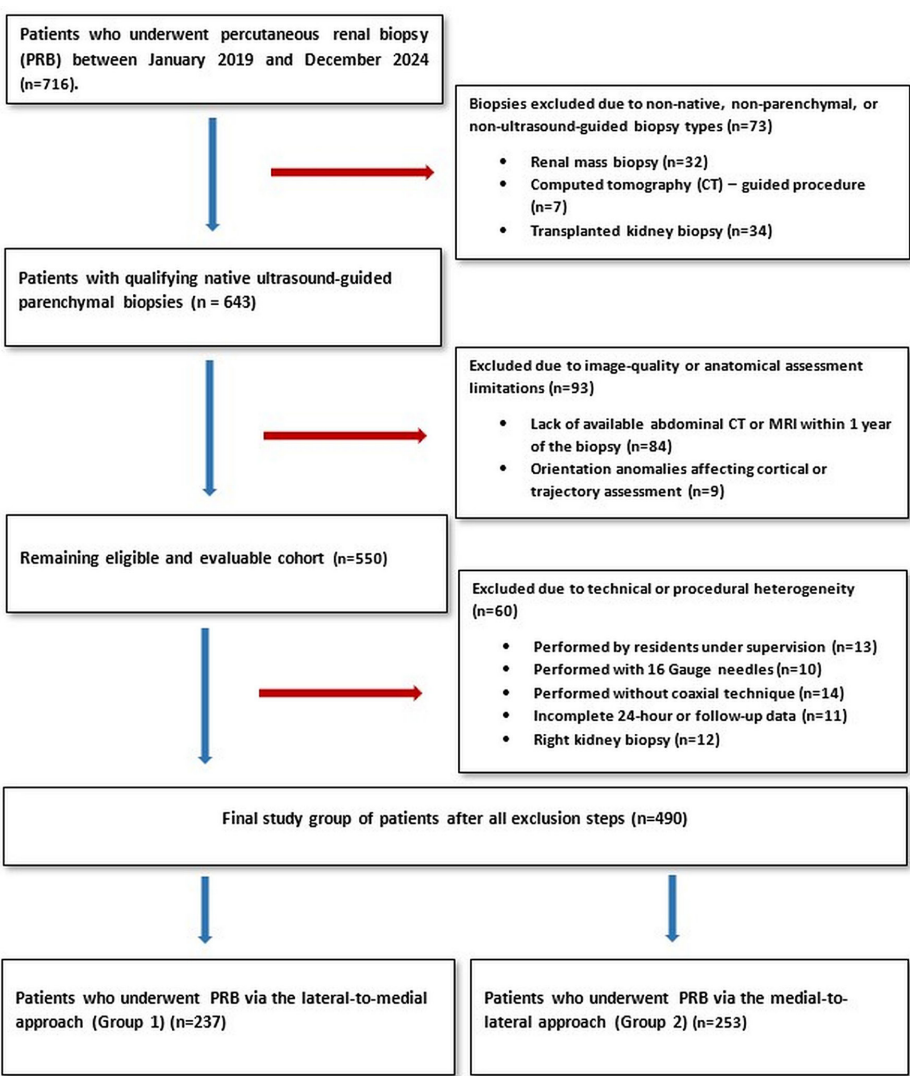 Patients who underwent percutaneous renal biopsy
(PRB) between January 2019 and December 2024
(n=716).
Biopsies excluded due to non-native, non-parenchymal, or
non-ultrasound-guided biopsy types (n=73)
• Renal mass biopsy (n=32)
• Computed tomography (CT) – guided procedure
(n=7)
• Transplanted kidney biopsy (n=34)
Patients with qualifying native ultrasound-guided
parenchymal biopsies (n = 643)
Excluded due to image-quality or anatomical assessment
limitations (n=93)
• Lack of available abdominal CT or MRI within 1 year
of the biopsy (n=84)
• Orientation anomalies affecting cortical or
trajectory assessment (n=9)
Remaining eligible and evaluable cohort (n=550)
Excluded due to technical or procedural heterogeneity
(n=60)
• Performed by residents under supervision (n=13)
• Performed with 16 Gauge needles (n=10)
• Performed without coaxial technique (n=14)
• Incomplete 24-hour or follow-up data (n=11)
• Right kidney biopsy (n=12)
Final study group of patients after all exclusion steps (n=490)
Patients who underwent PRB via the lateral-to-medial
approach (Group 1) (n=237)
Patients who underwent PRB via the medial-to-
lateral approach (Group 2) (n=253)